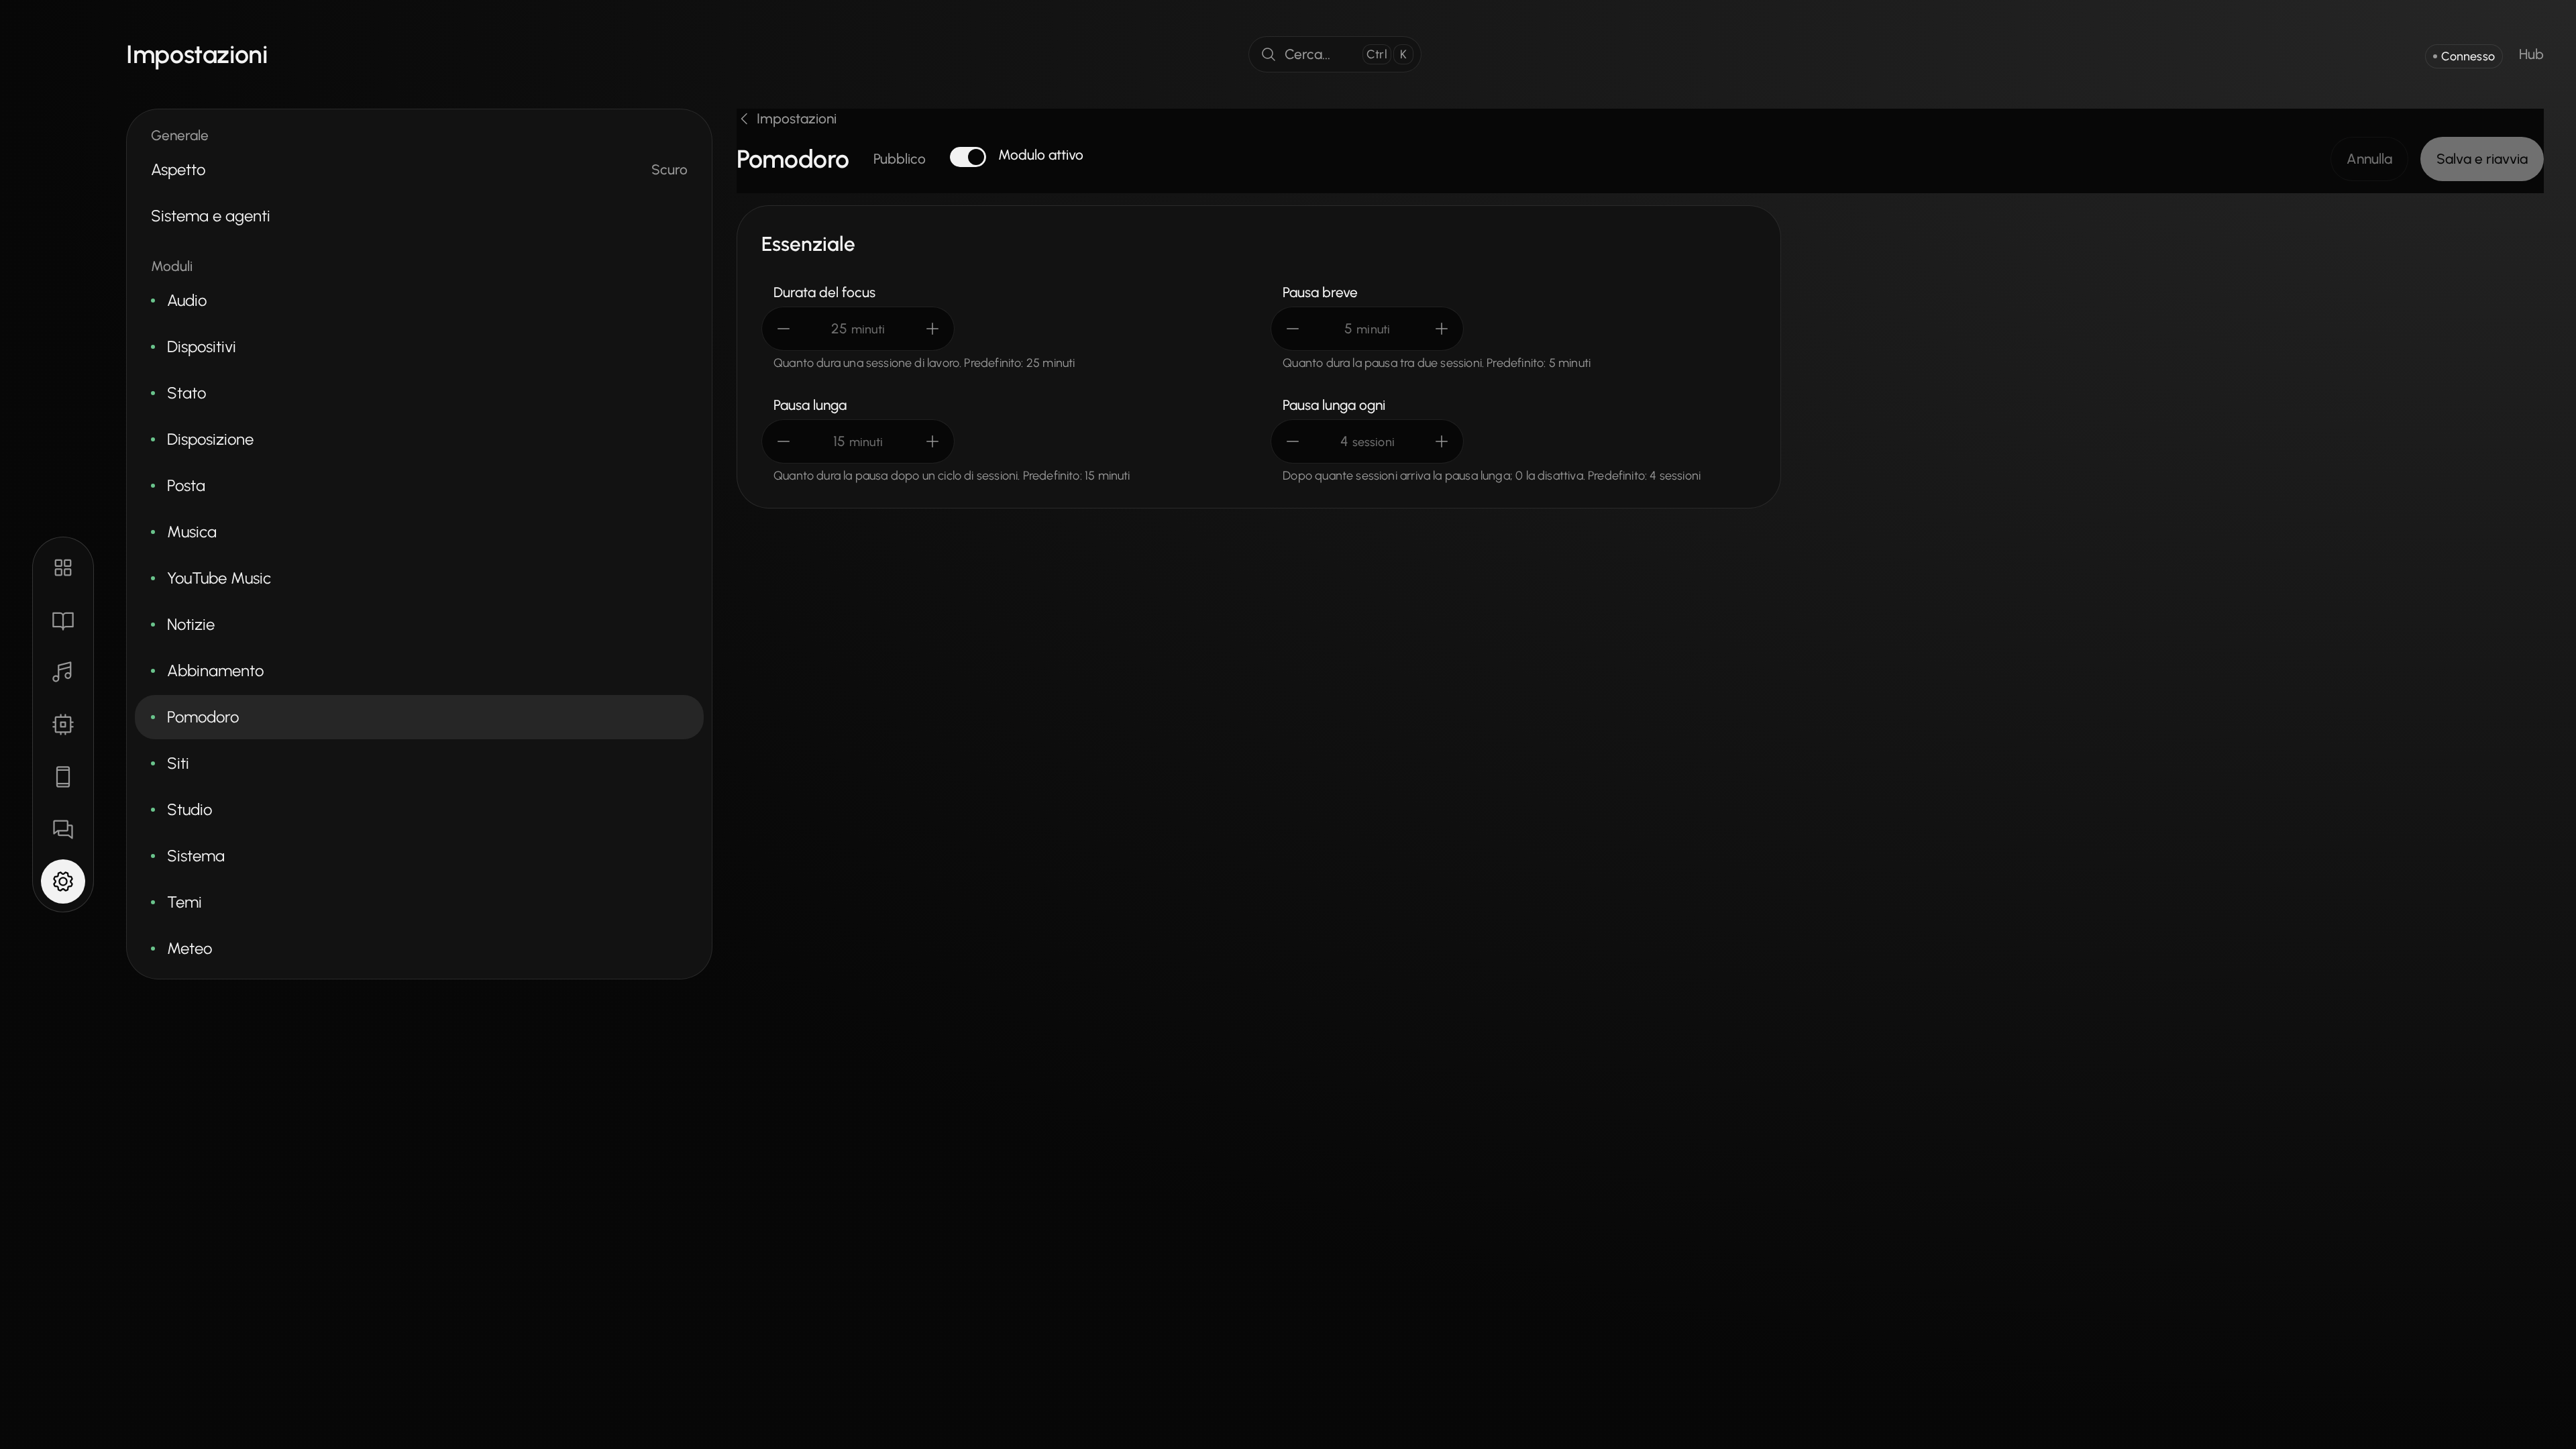 Impostazioni
Cerca... Ctrl K
Connesso Hub
Generale
Aspetto Scuro
Sistema e agenti
Moduli
Audio
Dispositivi
Stato
Disposizione
Posta
Musica
YouTube Music
Notizie
Abbinamento
Pomodoro
Siti
Studio
Sistema
Temi
Meteo
Impostazioni
Pomodoro Pubblico Modulo attivo Annulla Salva e riavvia
Essenziale
Durata del focus
25 minuti
Quanto dura una sessione di lavoro. Predefinito: 25 minuti
Pausa breve
5 minuti
Quanto dura la pausa tra due sessioni. Predefinito: 5 minuti
Pausa lunga
15 minuti
Quanto dura la pausa dopo un ciclo di sessioni. Predefinito: 15 minuti
Pausa lunga ogni
4 sessioni
Dopo quante sessioni arriva la pausa lunga; 0 la disattiva. Predefinito: 4 sessioni